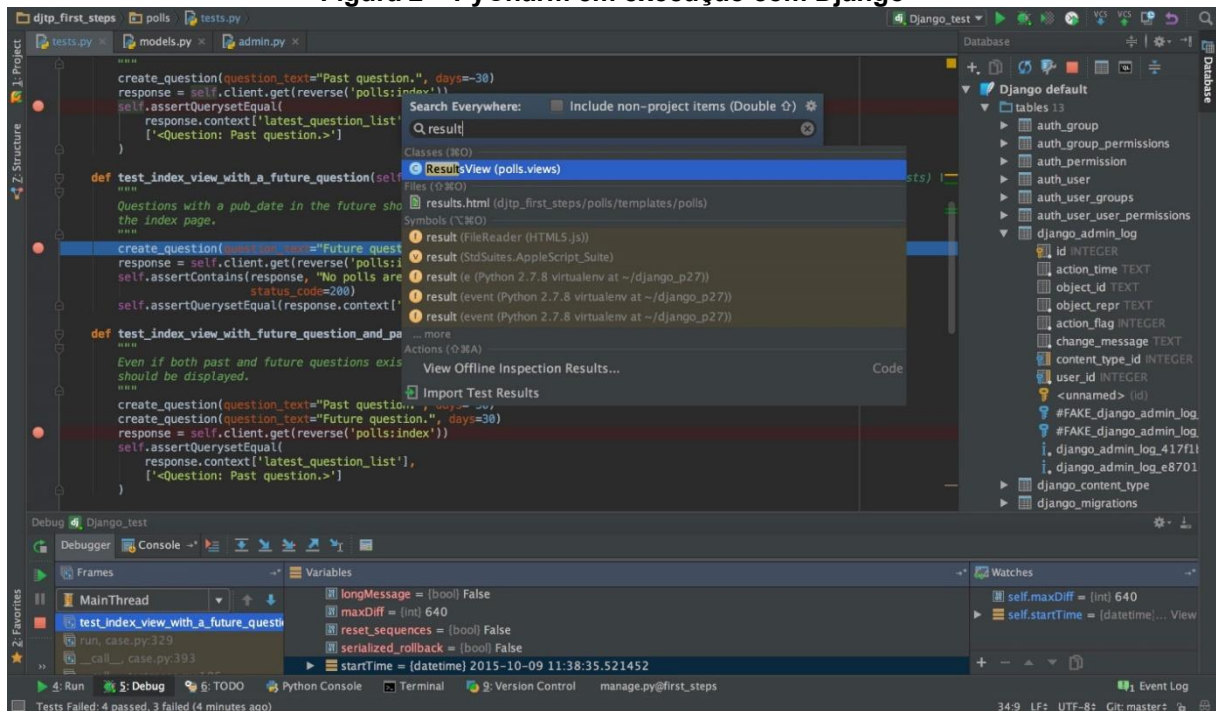 Figura 2 – PyCharm em execução com Django
djtp_first_steps polls tests.py
Django_test
VCS VCS
tests.py models.py admin.py
Database
1: Project
Z: Structure
2: Favorites
Database
"""
create_question(question_text="Past question.", days=-30)
response = self.client.get(reverse('polls:index'))
self.assertQuerysetEqual(
response.context['latest_question_list'
['<Question: Past question.>']
)
def test_index_view_with_a_future_question(self
sts)
"""
Questions with a pub_date in the future sho
the index page.
"""
create_question(question_text="Future quest
response = self.client.get(reverse('polls:i
self.assertContains(response, "No polls are
status_code=200)
self.assertQuerysetEqual(response.context['
def test_index_view_with_future_question_and_pa
"""
Even if both past and future questions exis
should be displayed.
"""
create_question(question_text="Past question.", days=-30)
create_question(question_text="Future question.", days=30)
response = self.client.get(reverse('polls:index'))
self.assertQuerysetEqual(
response.context['latest_question_list'],
['<Question: Past question.>']
)
Search Everywhere: Include non-project items (Double ⇧)
result
Classes (⌘O)
ResultsView (polls.views)
Files (⇧⌘O)
results.html (djtp_first_steps/polls/templates/polls)
Symbols (⌥⌘O)
result (FileReader (HTML5.js))
result (StdSuites.AppleScript_Suite)
result (e (Python 2.7.8 virtualenv at ~/django_p27))
result (event (Python 2.7.8 virtualenv at ~/django_p27))
result (event (Python 2.7.8 virtualenv at ~/django_p27))
... more
Actions (⇧⌘A)
View Offline Inspection Results... Code
Import Test Results
Django default
tables 13
auth_group
auth_group_permissions
auth_permission
auth_user
auth_user_groups
auth_user_user_permissions
django_admin_log
id INTEGER
action_time TEXT
object_id TEXT
object_repr TEXT
action_flag INTEGER
change_message TEXT
content_type_id INTEGER
user_id INTEGER
<unnamed> (id)
#FAKE_django_admin_log_
#FAKE_django_admin_log_
django_admin_log_417f1
django_admin_log_e8701
django_content_type
django_migrations
Debug Django_test
Debugger Console
Frames
Variables
Watches
MainThread
test_index_view_with_a_future_questi
run, case.py:329
__call__, case.py:393
longMessage = {bool} False
maxDiff = {int} 640
reset_sequences = {bool} False
serialized_rollback = {bool} False
startTime = {datetime} 2015-10-09 11:38:35.521452
self.maxDiff = {int} 640
self.startTime = {datetime}... View
4: Run 5: Debug 6: TODO Python Console Terminal 9: Version Control manage.py@first_steps 1 Event Log
Tests Failed: 4 passed, 3 failed (4 minutes ago) 34:9 LF UTF-8 Git: master